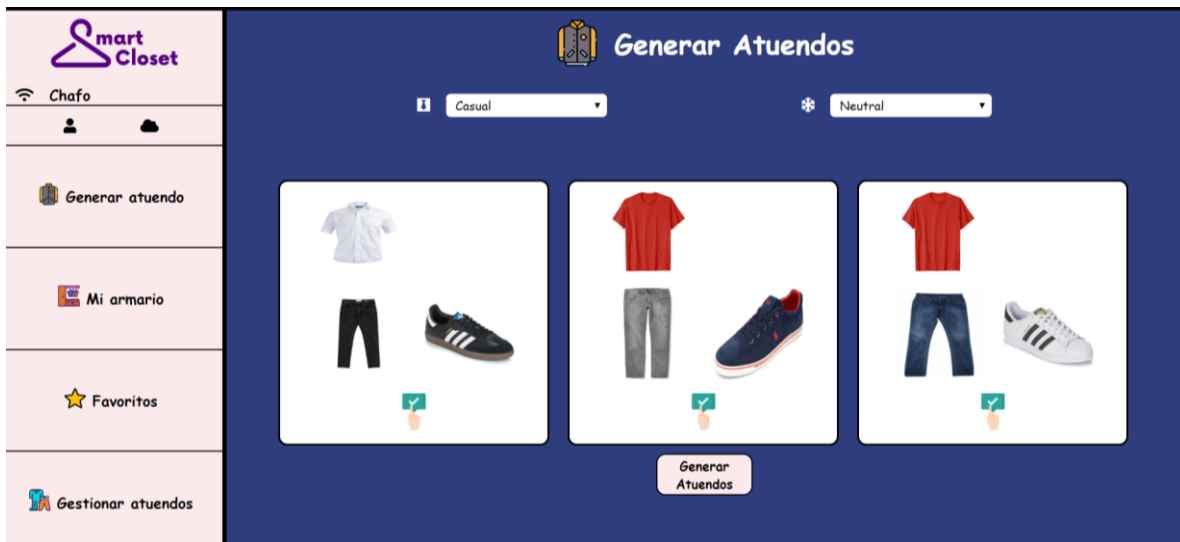 Smart
Closet
Chafo
Generar atuendo
Mi armario
Favoritos
Gestionar atuendos
Generar Atuendos
Casual
Neutral
Generar
Atuendos